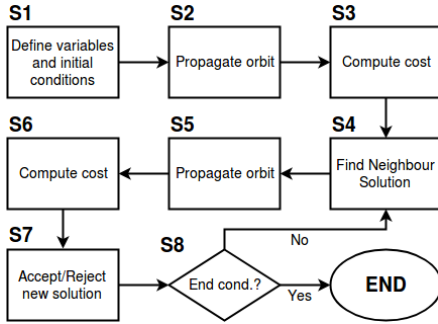 S1
Define variables
and initial
conditions
S2
Propagate orbit
S3
Compute cost
S4
Find Neighbour
Solution
S5
Propagate orbit
S6
Compute cost
S7
Accept/Reject
new solution
S8
End cond.?
No
Yes
END